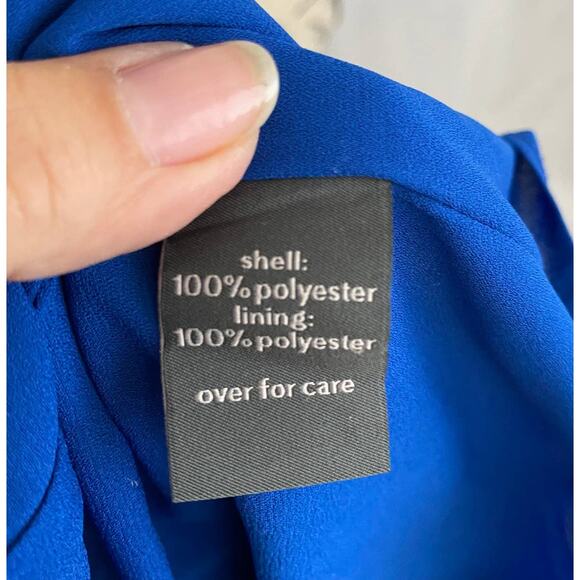 shell:
100% polyester
lining:
100% polyester
over for care